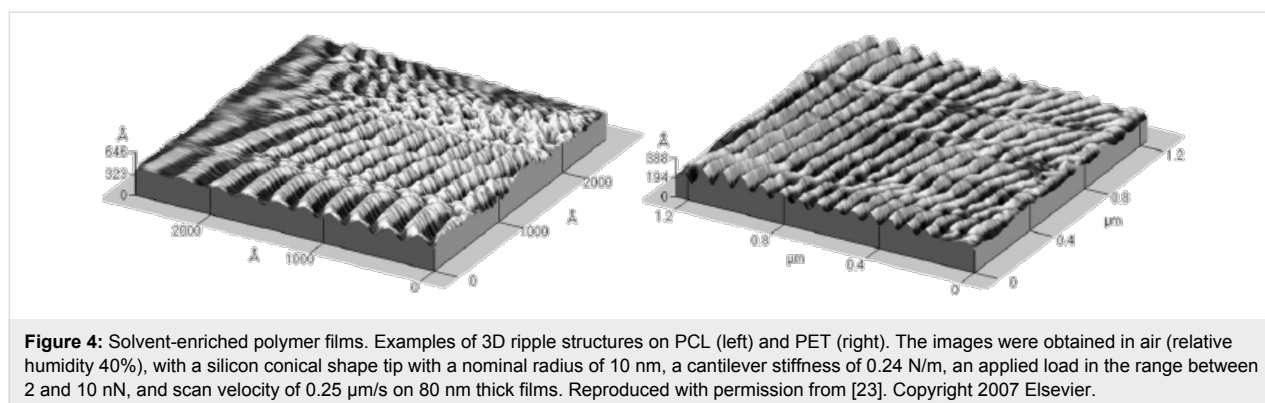 Å
646
323
0
2000
Å
1000
0
0
1000
Å
2000
Å
388
194
0
1.2
0.8
µm
0.4
0
0
0.4
µm
0.8
1.2
Figure 4: Solvent-enriched polymer films. Examples of 3D ripple structures on PCL (left) and PET (right). The images were obtained in air (relative
humidity 40%), with a silicon conical shape tip with a nominal radius of 10 nm, a cantilever stiffness of 0.24 N/m, an applied load in the range between
2 and 10 nN, and scan velocity of 0.25 µm/s on 80 nm thick films. Reproduced with permission from [23]. Copyright 2007 Elsevier.